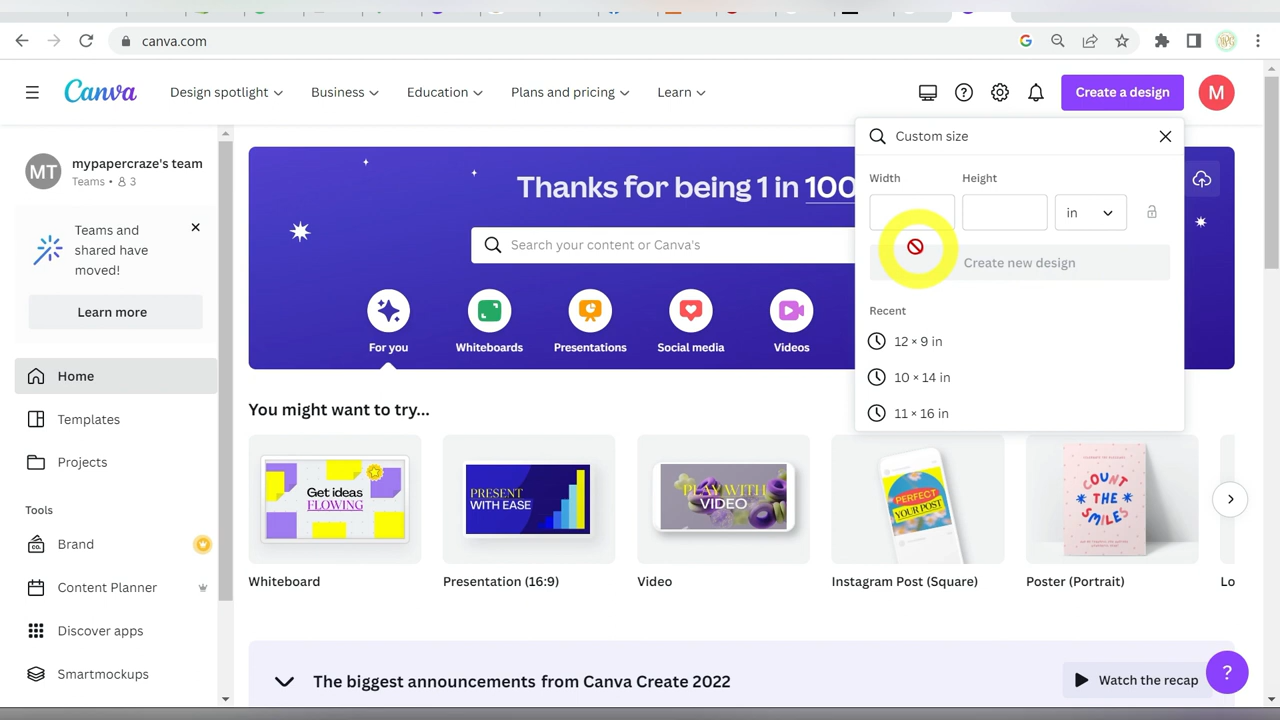 canva.com
Canva
Design spotlight
Business
Education
Plans and pricing
Learn
Create a design
M
MT
mypapercraze's team
Teams • 3
Teams and
shared have
moved!
Learn more
Home
Templates
Projects
Tools
Brand
CO.
Content Planner
Discover apps
Smartmockups
Thanks for being 1 in 100
Search your content or Canva's
For you
Whiteboards
Presentations
Social media
Videos
Custom size
Width
Height
in
Create new design
Recent
12 × 9 in
10 × 14 in
11 × 16 in
You might want to try...
Get ideas
FLOWING
PRESENT
WITH EASE
PLAY WITH
VIDEO
PERFECT
YOUR POST
COUNT
THE
SMILES
Whiteboard
Presentation (16:9)
Video
Instagram Post (Square)
Poster (Portrait)
Lo
The biggest announcements from Canva Create 2022
Watch the recap
?